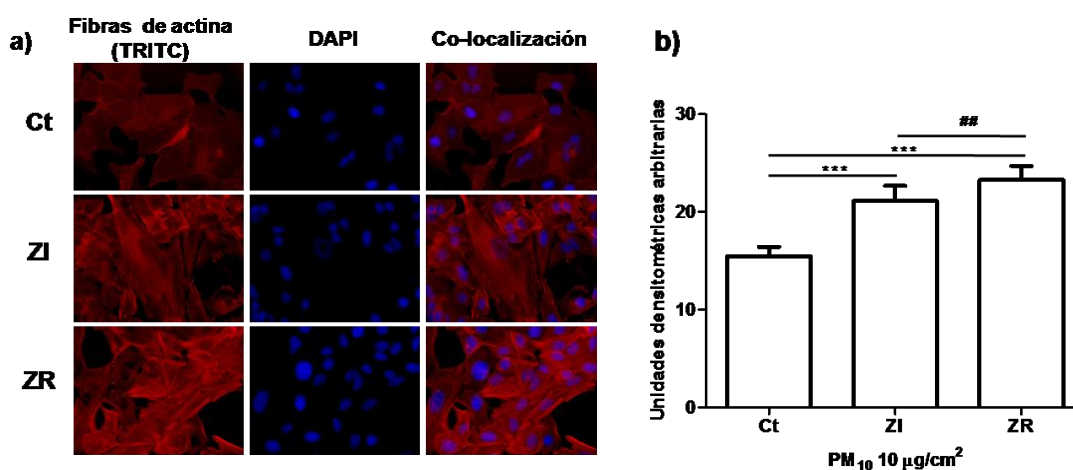 a)
Fibras de actina
(TRITC)
DAPI
Co-localización
Ct
ZI
ZR
b)
Unidades densitométricas arbitrarias
30
20
10
0
##
***
***
Ct
ZI
ZR
PM10 10 µg/cm2